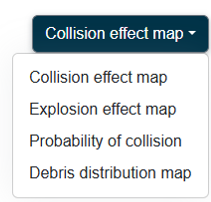 Collision effect map
Collision effect map
Explosion effect map
Probability of collision
Debris distribution map